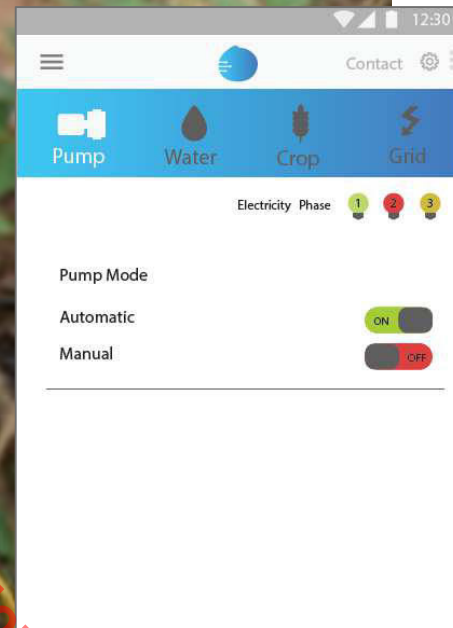 12:30
Contact
Pump Water Crop Grid
Electricity Phase 1 2 3
Pump Mode
Automatic ON
Manual OFF